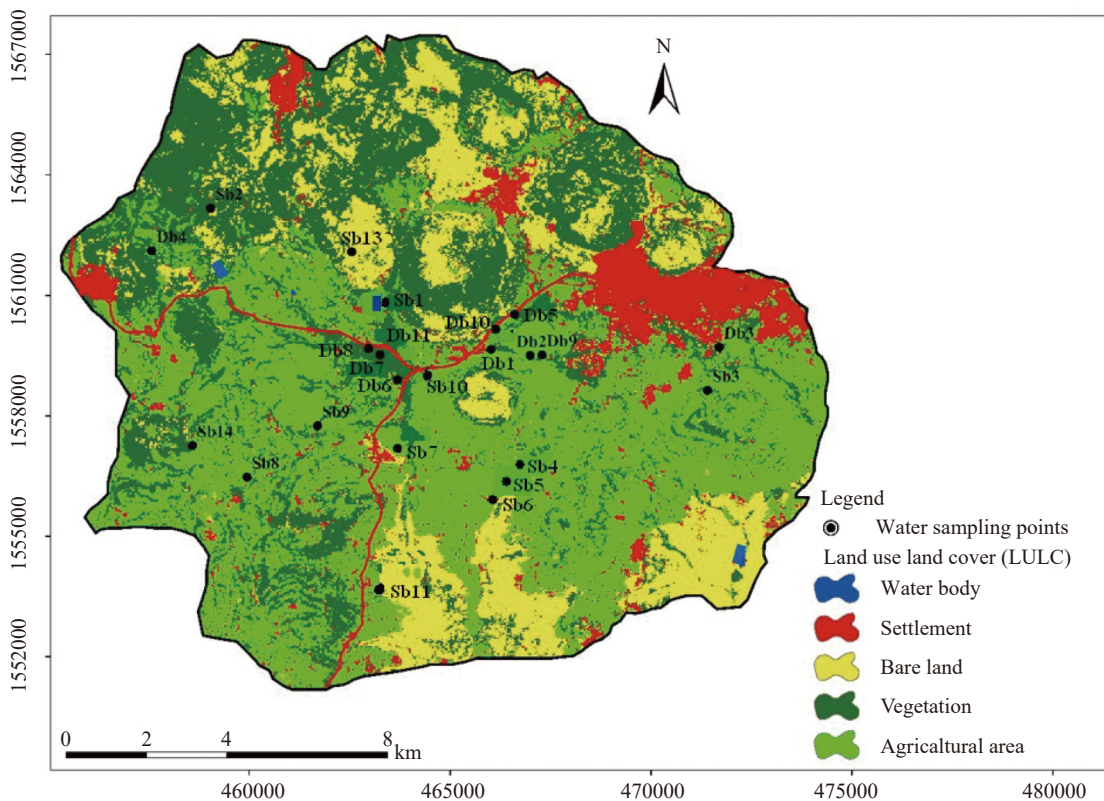 1567000
1564000
1561000
1558000
1555000
1552000
N
Sb2
Db4
Sb13
Sb1
Db5
Db10
Db11
Db8
Db7
Db6
Sb10
Db1
Db2
Db9
Db3
Sb3
Sb9
Sb14
Sb8
Sb7
Sb4
Sb5
Sb6
Sb11
Legend
Water sampling points
Land use land cover (LULC)
Water body
Settlement
Bare land
Vegetation
Agricaltural area
0 2 4 8
km
460000 465000 470000 475000 480000